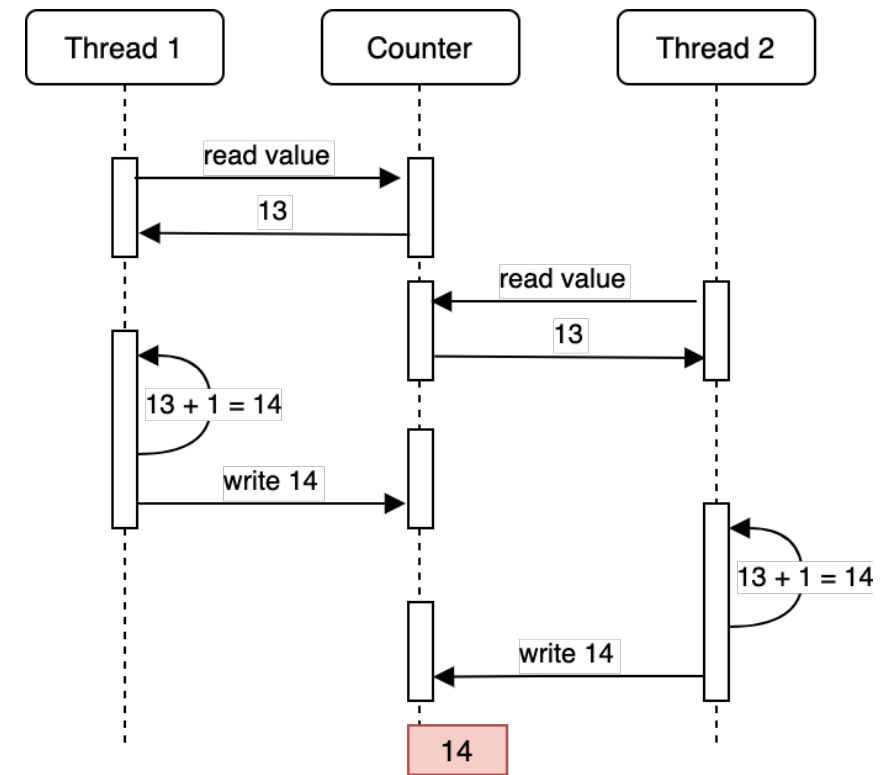 Thread 1
Counter
Thread 2
read value
13
read value
13
13 + 1 = 14
write 14
13 + 1 = 14
write 14
14